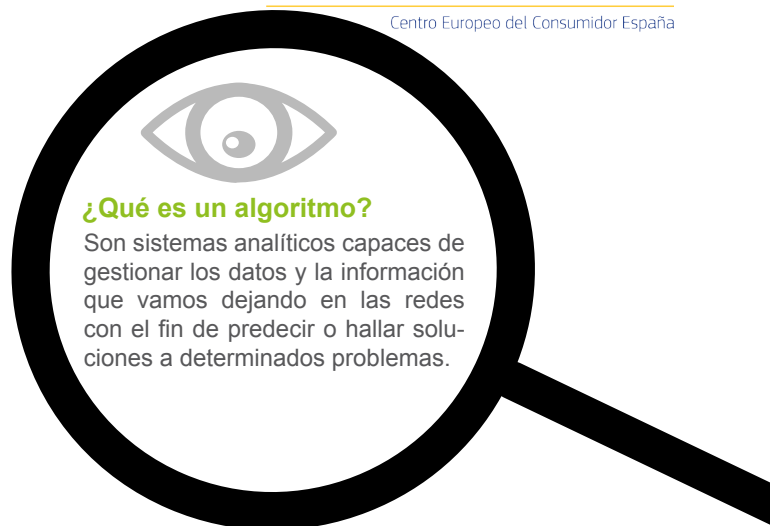 Centro Europeo del Consumidor España
¿Qué es un algoritmo?
Son sistemas analíticos capaces de
gestionar los datos y la información
que vamos dejando en las redes
con el fin de predecir o hallar solu-
ciones a determinados problemas.